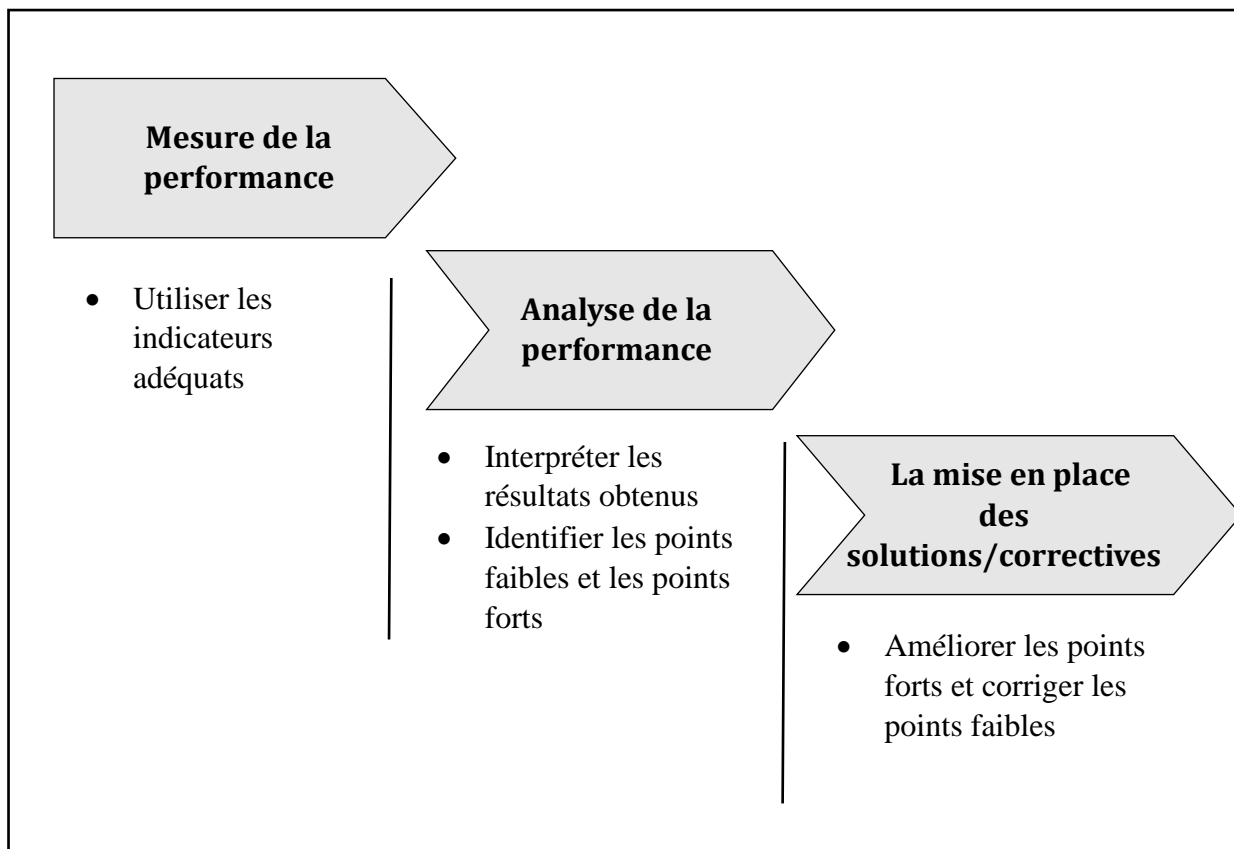 Mesure de la
performance
• Utiliser les
indicateurs
adéquats
Analyse de la
performance
• Interpréter les
résultats obtenus
• Identifier les points
faibles et les points
forts
La mise en place
des
solutions/correctives
• Améliorer les points
forts et corriger les
points faibles